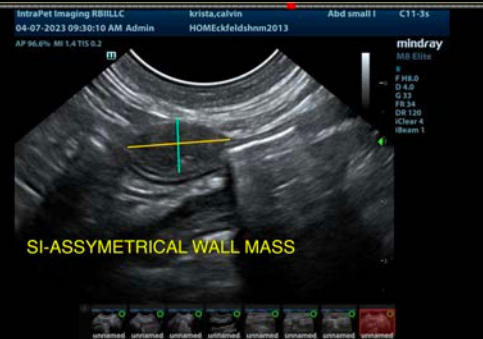 IntraPet Imaging RBIILLC krista,calvin Abd small I C11-3s
04-07-2023 09:30:10 AM Admin HOMEckfeldshnm2013
AP 96.6% MI 1.4 TIS 0.2
mindray
M8 Elite
B
F H8.0
D 4.0
G 33
FR 34
DR 120
iClear 4
iBeam 1
SI-ASSYMETRICAL WALL MASS
unnamed unnamed unnamed unnamed unnamed unnamed unnamed unnamed